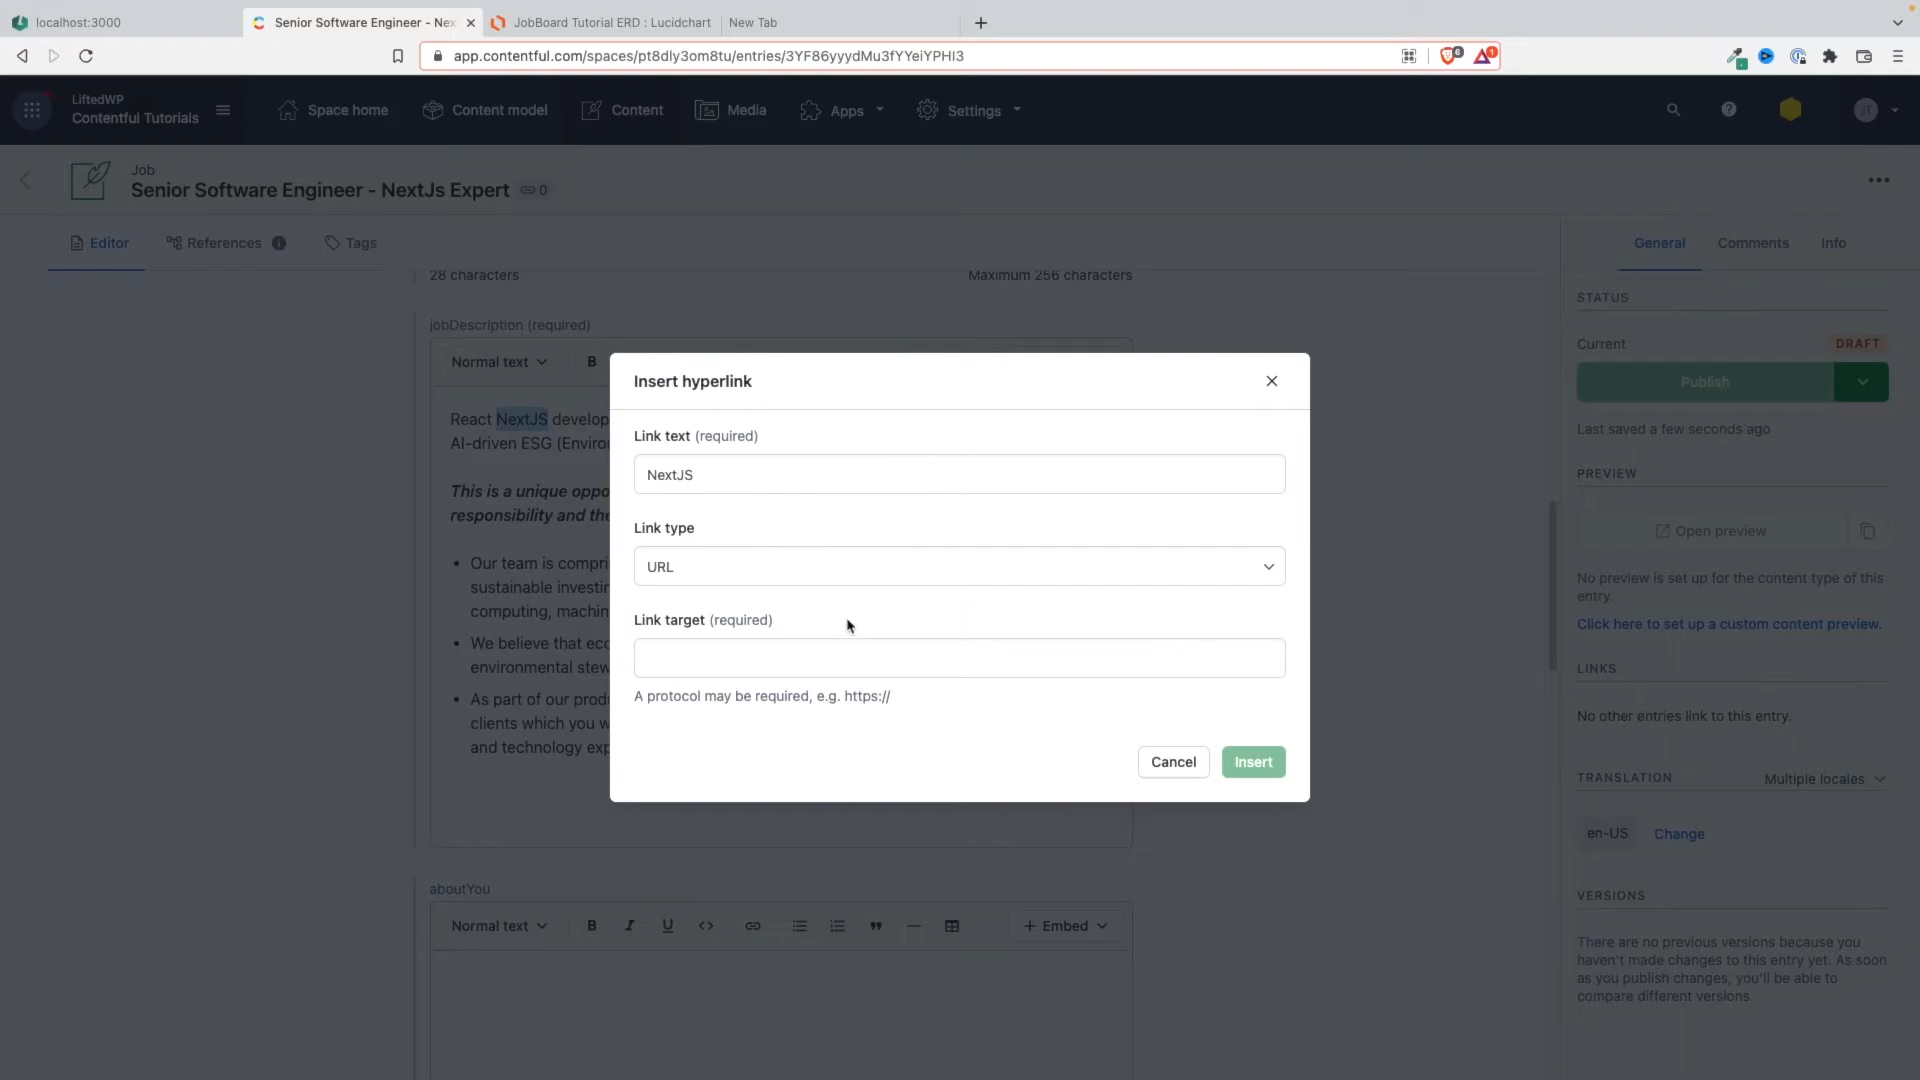 localhost:3000
Senior Software Engineer - Nex
JobBoard Tutorial ERD : Lucidchart
New Tab
app.contentful.com/spaces/pt8dly3om8tu/entries/3YF86yyydMu3fYYeiYPHI3
6
1
LiftedWP
Contentful Tutorials
Space home
Content model
Content
Media
Apps
Settings
JT
Job
Senior Software Engineer - NextJs Expert
0
Editor
References
Tags
General
Comments
Info
28 characters
Maximum 256 characters
jobDescription (required)
Normal text
B
React NextJS develop
AI-driven ESG (Enviro
This is a unique oppo
responsibility and the
• Our team is compri
sustainable investin
computing, machin
• We believe that eco
environmental stew
• As part of our produ
clients which you w
and technology exp
Insert hyperlink
Link text (required)
NextJS
Link type
URL
Link target (required)
A protocol may be required, e.g. https://
Cancel
Insert
aboutYou
Normal text
B
I
U
Embed
STATUS
Current
DRAFT
Publish
Last saved a few seconds ago
PREVIEW
Open preview
No preview is set up for the content type of this
entry.
Click here to set up a custom content preview.
LINKS
No other entries link to this entry.
TRANSLATION
Multiple locales
en-US
Change
VERSIONS
There are no previous versions because you
haven't made changes to this entry yet. As soon
as you publish changes, you'll be able to
compare different versions.